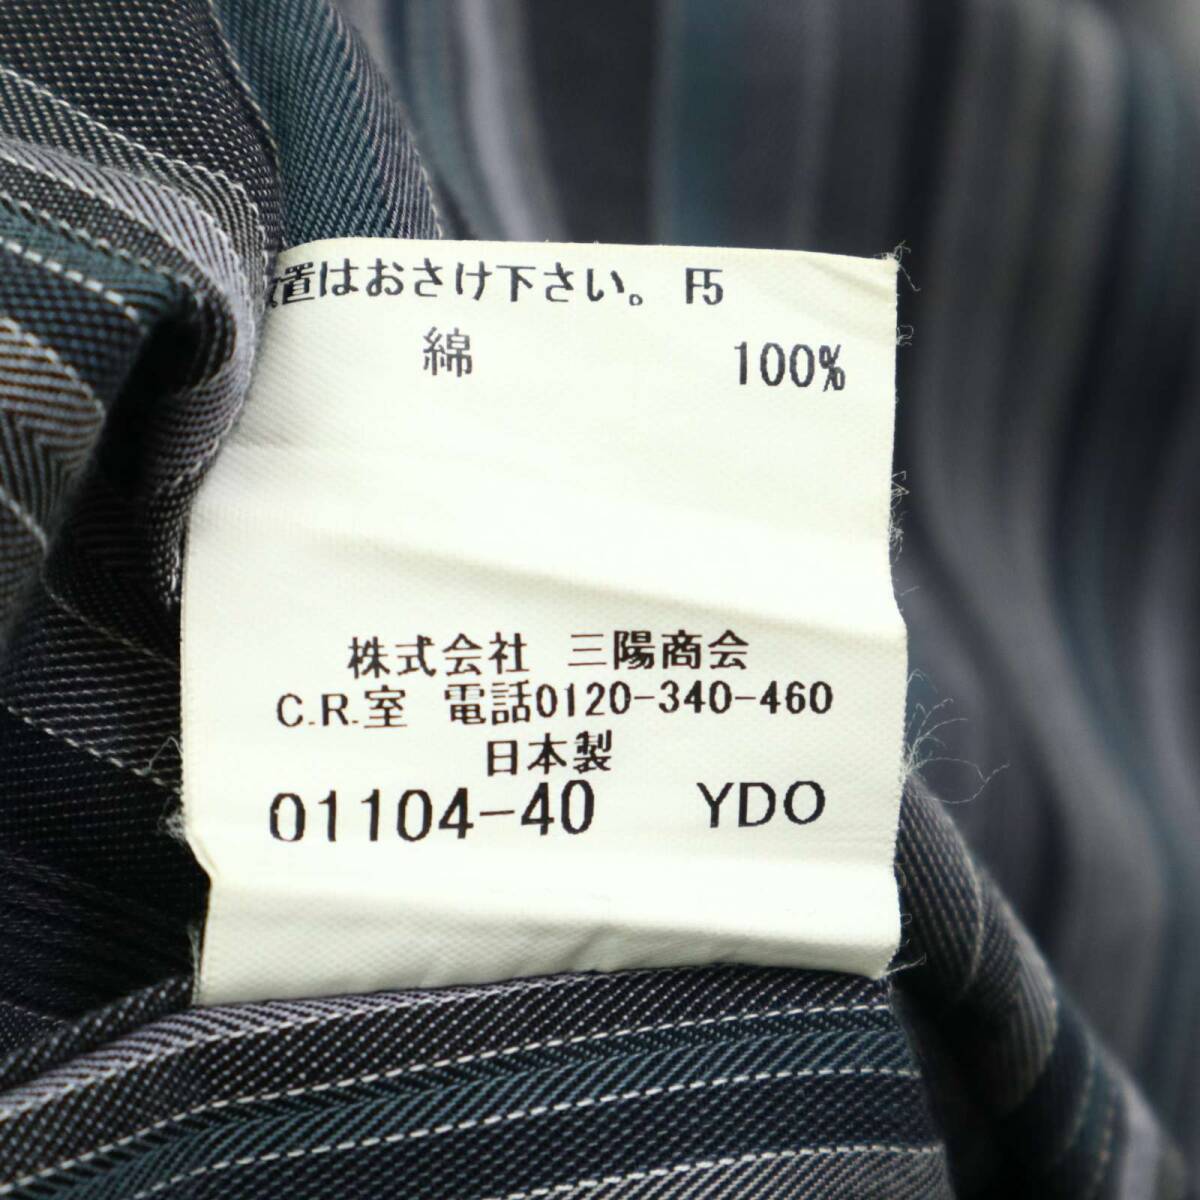 置はおさけ下さい。 F5
綿 100%
株式会社 三陽商会
C.R.室 電話0120-340-460
日本製
01104-40 YDO